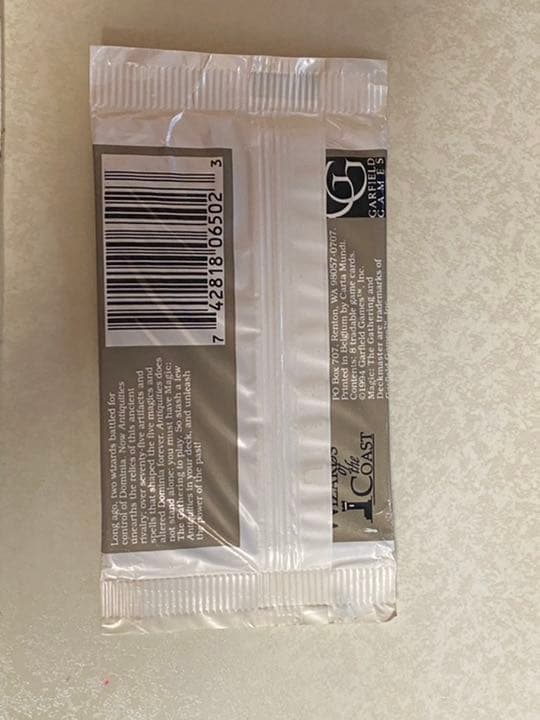 Long ago, two wizards battled for
control of Dominia. Now Antiquities
unearths the relics of this ancient
rivalry: over seventy-five artifacts and
spells that shaped the five magics and
altered Dominia forever. Antiquities does
not stand alone; you must have Magic:
The Gathering to play. So stash a few
Antiquities in your deck, and unleash
the power of the past!
7 42818 06502 3
WIZARDS
of the
COAST
PO Box 707, Renton, WA 98057-0707.
Printed in Belgium by Carta Mundi.
Contents: 8 tradable game cards.
©1994 Garfield Games™, Inc.
Magic: The Gathering and
Deckmaster are trademarks of
GG
GARFIELD
GAMES